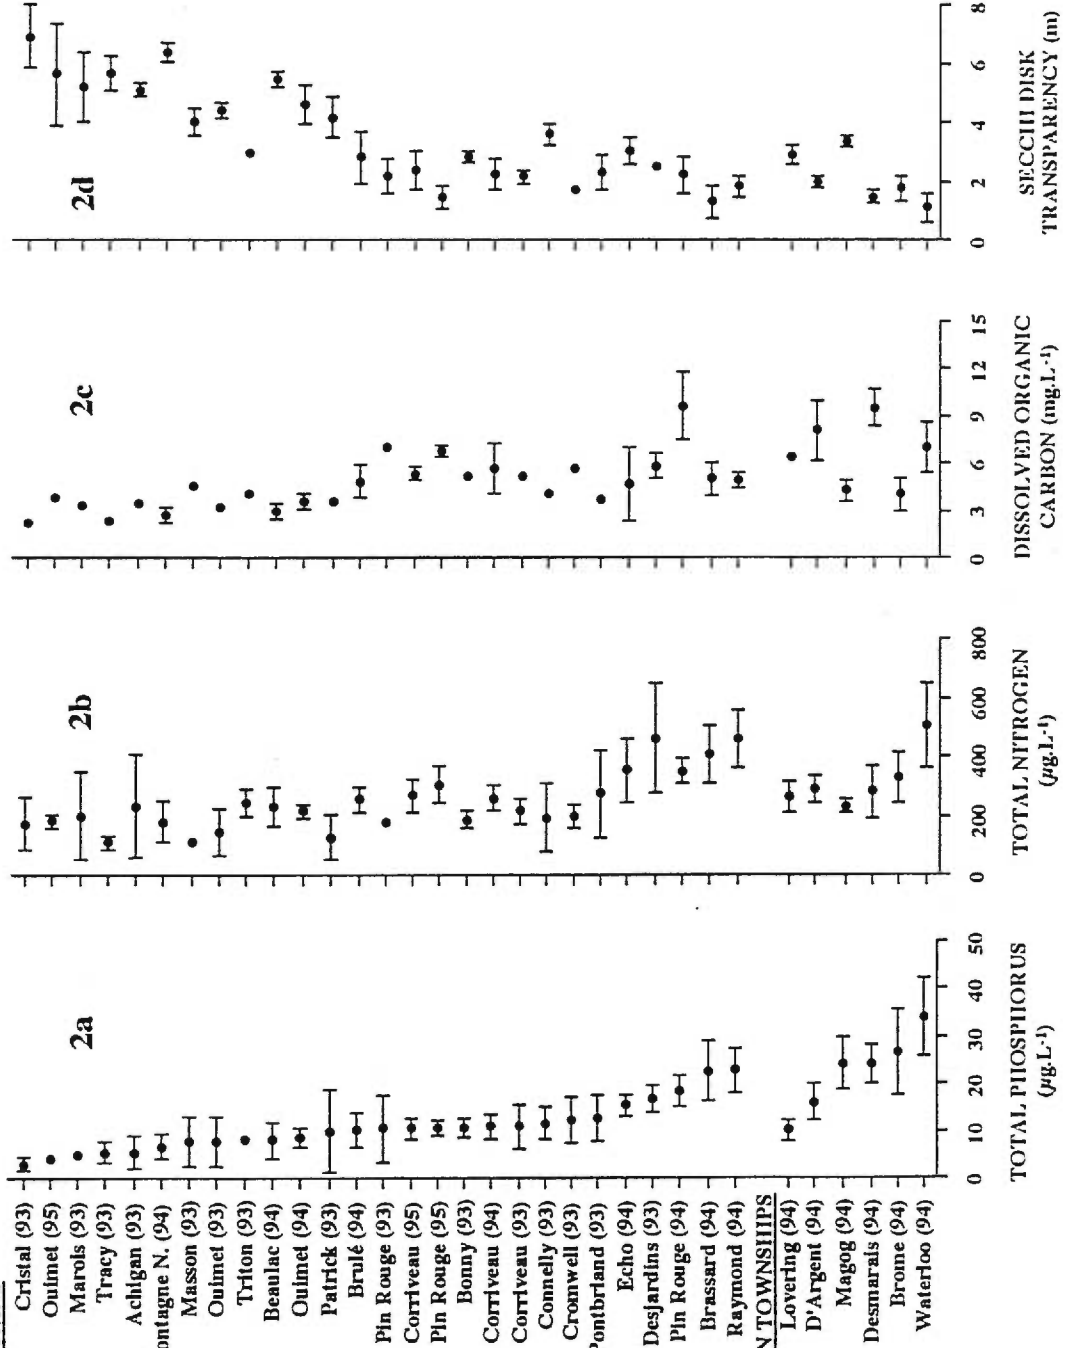 2d
2c
2b
2a
Cristal (93)
Ouimet (95)
Marois (93)
Tracy (93)
Achigan (93)
ontagne N. (94)
Masson (93)
Ouimet (93)
Triton (93)
Beaulac (94)
Ouimet (94)
Patrick (93)
Brulé (94)
Pin Rouge (93)
Corriveau (95)
Pin Rouge (95)
Bonny (93)
Corriveau (94)
Corriveau (93)
Connelly (93)
Cromwell (93)
Pontbriand (93)
Echo (94)
Desjardins (93)
Pin Rouge (94)
Brassard (94)
Raymond (94)
N TOWNSHIPS
Lovering (94)
D'Argent (94)
Magog (94)
Desmarais (94)
Brome (94)
Waterloo (94)
0 10 20 30 40 50
TOTAL PHOSPHORUS
(µg.L-1)
0 200 400 600 800
TOTAL NITROGEN
(µg.L-1)
0 3 6 9 12 15
DISSOLVED ORGANIC
CARBON (mg.L-1)
0 2 4 6 8
SECCHI DISK
TRANSPARENCY (m)